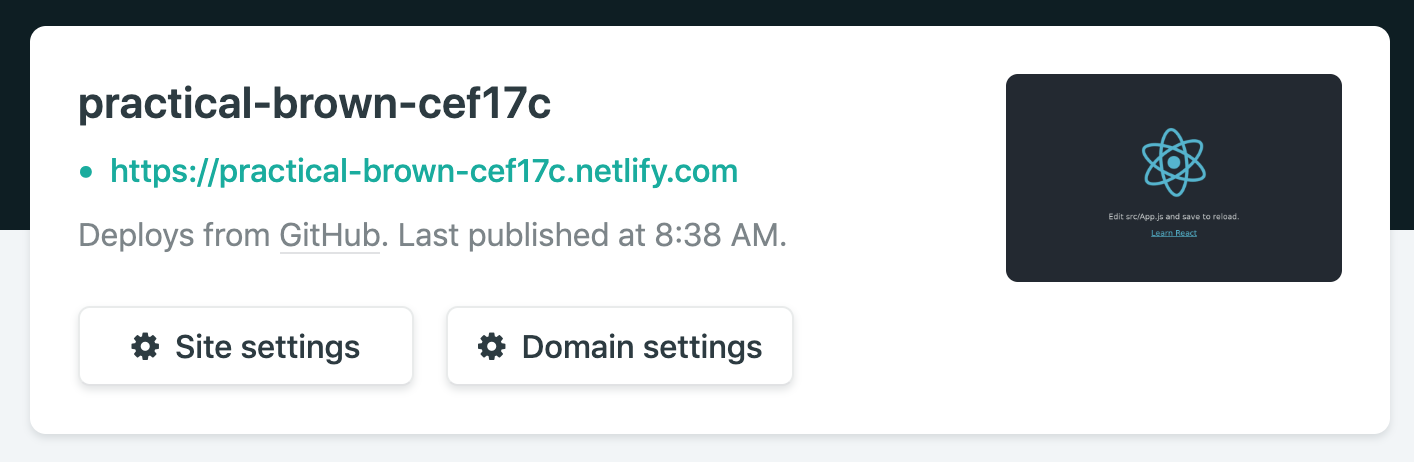 practical-brown-cef17c
https://practical-brown-cef17c.netlify.com
Deploys from GitHub. Last published at 8:38 AM.
Site settings
Domain settings
Edit src/App.js and save to reload.
Learn React